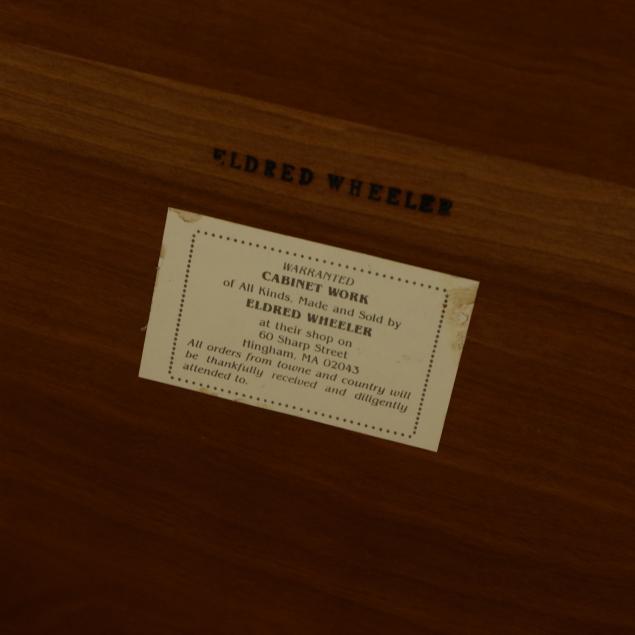 ELDRED WHEELER
WARRANTED
CABINET WORK
of All Kinds, Made and Sold by
ELDRED WHEELER
at their shop on
60 Sharp Street
Hingham, MA 02043
All orders from towne and country will
be thankfully received and diligently
attended to.